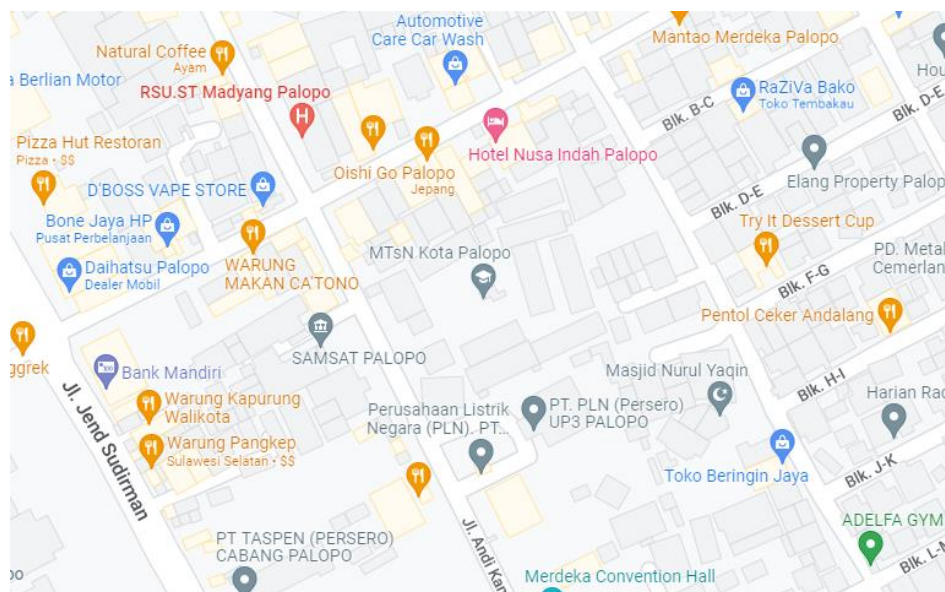 Automotive
Care Car Wash
Natural Coffee
Ayam
Mantao Merdeka Palopo
a Berlian Motor
RSU.ST Madyang Palopo
Hou
RaZiVa Bako
Toko Tembakau
Blk. B-C
Blk. D-E
Pizza Hut Restoran
Pizza • $$
Oishi Go Palopo
Jepang
Hotel Nusa Indah Palopo
D'BOSS VAPE STORE
Elang Property Palop
Blk. D-E
Bone Jaya HP
Pusat Perbelanjaan
Try It Dessert Cup
WARUNG
MAKAN CA'TONO
MTsN Kota Palopo
Daihatsu Palopo
Dealer Mobil
PD. Metal
Cemerlan
Blk. F-G
Pentol Ceker Andalang
SAMSAT PALOPO
ggrek
Bank Mandiri
Masjid Nurul Yaqin
Blk. H-I
Warung Kapurung
Walikota
Perusahaan Listrik
Negara (PLN). PT...
PT. PLN (Persero)
UP3 PALOPO
Harian Rad
Jl. Jend Sudirman
Warung Pangkep
Sulawesi Selatan • $$
Toko Beringin Jaya
Blk. J-K
ADELFA GYM
PT TASPEN (PERSERO)
CABANG PALOPO
Jl. Andi Kam
Blk. L-M
po
Merdeka Convention Hall